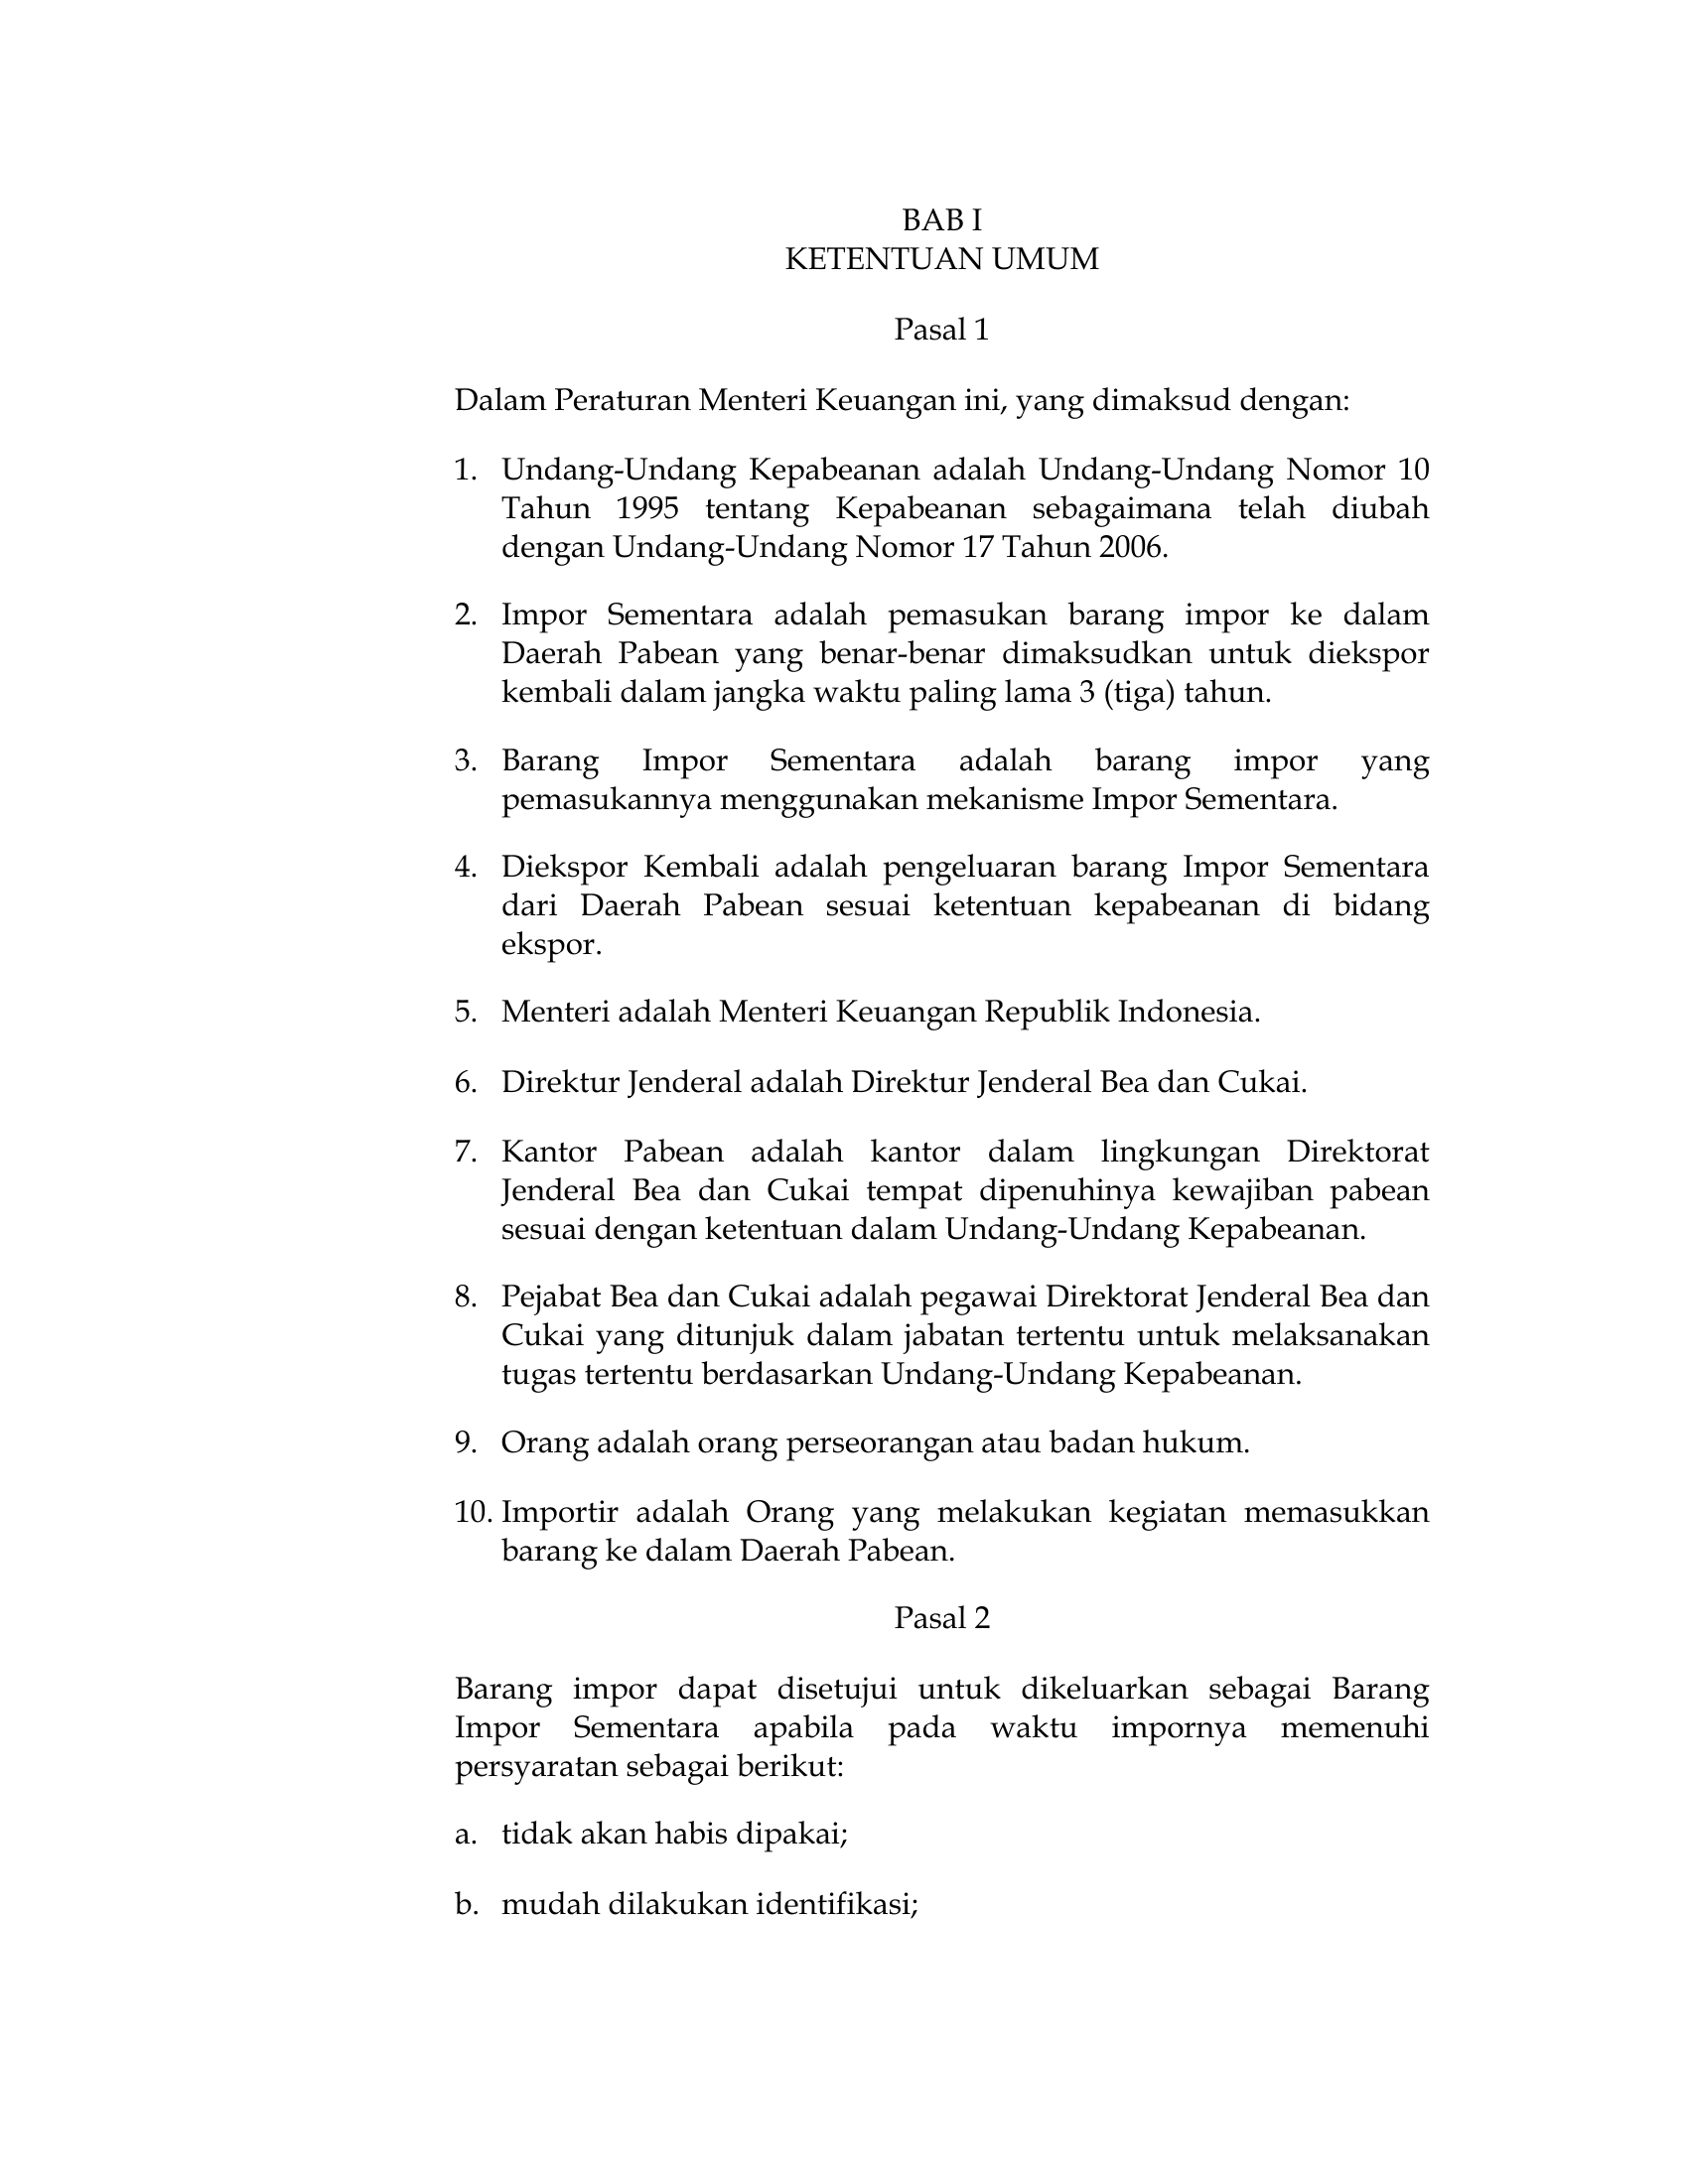 BAB I
KETENTUAN UMUM
Pasal 1
Dalam Peraturan Menteri Keuangan ini, yang dimaksud dengan:
1. Undang-Undang Kepabeanan adalah Undang-Undang Nomor 10
Tahun 1995 tentang Kepabeanan sebagaimana telah diubah
dengan Undang-Undang Nomor 17 Tahun 2006.
2. Impor Sementara adalah pemasukan barang impor ke dalam
Daerah Pabean yang benar-benar dimaksudkan untuk diekspor
kembali dalam jangka waktu paling lama 3 (tiga) tahun.
3. Barang Impor Sementara adalah barang impor yang
pemasukannya menggunakan mekanisme Impor Sementara.
4. Diekspor Kembali adalah pengeluaran barang Impor Sementara
dari Daerah Pabean sesuai ketentuan kepabeanan di bidang
ekspor.
5. Menteri adalah Menteri Keuangan Republik Indonesia.
6. Direktur Jenderal adalah Direktur Jenderal Bea dan Cukai.
7. Kantor Pabean adalah kantor dalam lingkungan Direktorat
Jenderal Bea dan Cukai tempat dipenuhinya kewajiban pabean
sesuai dengan ketentuan dalam Undang-Undang Kepabeanan.
8. Pejabat Bea dan Cukai adalah pegawai Direktorat Jenderal Bea dan
Cukai yang ditunjuk dalam jabatan tertentu untuk melaksanakan
tugas tertentu berdasarkan Undang-Undang Kepabeanan.
9. Orang adalah orang perseorangan atau badan hukum.
10. Importir adalah Orang yang melakukan kegiatan memasukkan
barang ke dalam Daerah Pabean.
Pasal 2
Barang impor dapat disetujui untuk dikeluarkan sebagai Barang
Impor Sementara apabila pada waktu impornya memenuhi
persyaratan sebagai berikut:
a. tidak akan habis dipakai;
b. mudah dilakukan identifikasi;